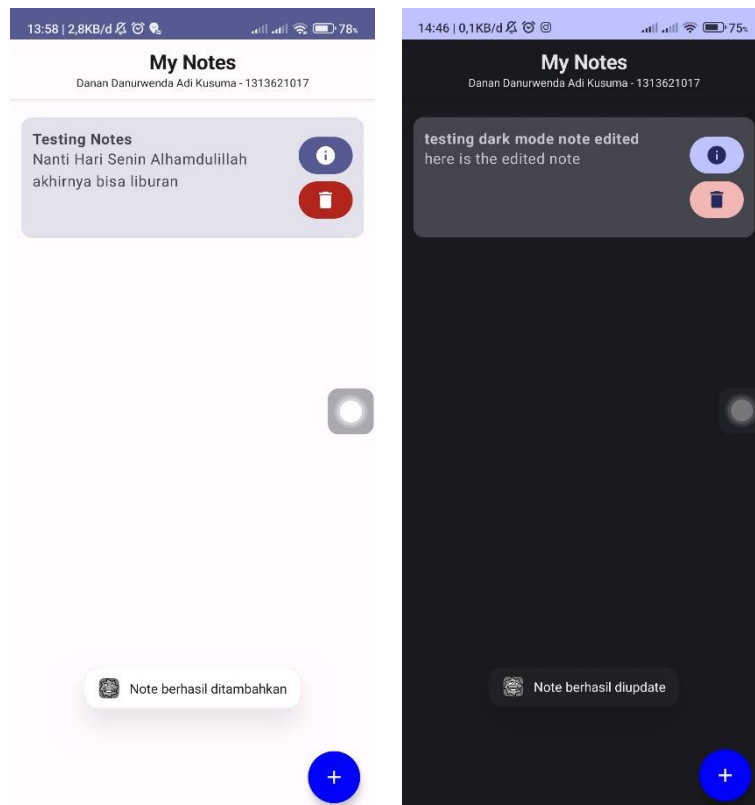 13:58 | 2,8KB/d 78%
My Notes
Danan Danurwenda Adi Kusuma - 1313621017
Testing Notes
Nanti Hari Senin Alhamdulillah
akhirnya bisa liburan
Note berhasil ditambahkan
+
14:46 | 0,1KB/d 75%
My Notes
Danan Danurwenda Adi Kusuma - 1313621017
testing dark mode note edited
here is the edited note
Note berhasil diupdate
+